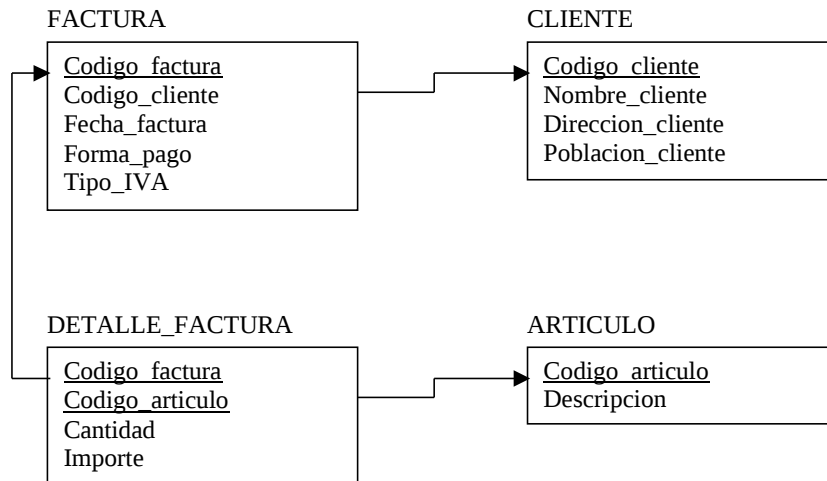 FACTURA
Codigo_factura
Codigo_cliente
Fecha_factura
Forma_pago
Tipo_IVA
CLIENTE
Codigo_cliente
Nombre_cliente
Direccion_cliente
Poblacion_cliente
DETALLE_FACTURA
Codigo_factura
Codigo_articulo
Cantidad
Importe
ARTICULO
Codigo_articulo
Descripcion